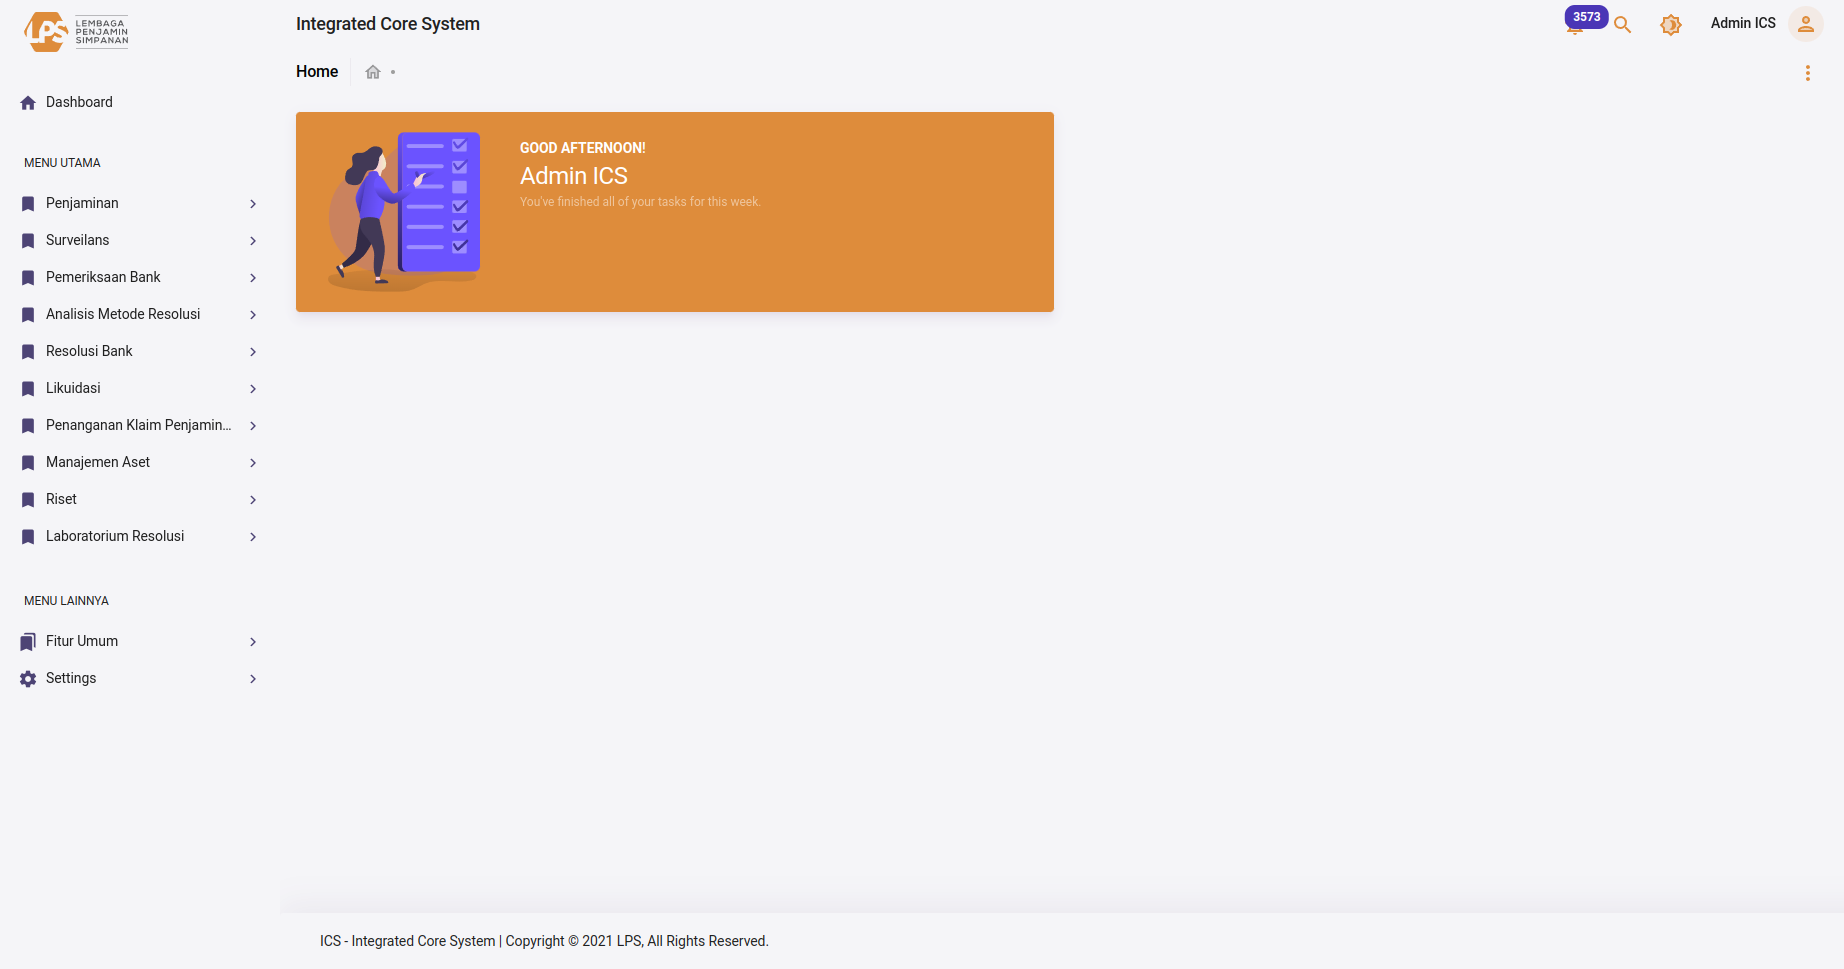 LPS
LEMBAGA
PENJAMIN
SIMPANAN
Integrated Core System
3573
Admin ICS
Home
Dashboard
MENU UTAMA
Penjaminan
Surveilans
Pemeriksaan Bank
Analisis Metode Resolusi
Resolusi Bank
Likuidasi
Penanganan Klaim Penjamin...
Manajemen Aset
Riset
Laboratorium Resolusi
MENU LAINNYA
Fitur Umum
Settings
GOOD AFTERNOON!
Admin ICS
You've finished all of your tasks for this week.
ICS - Integrated Core System | Copyright © 2021 LPS, All Rights Reserved.